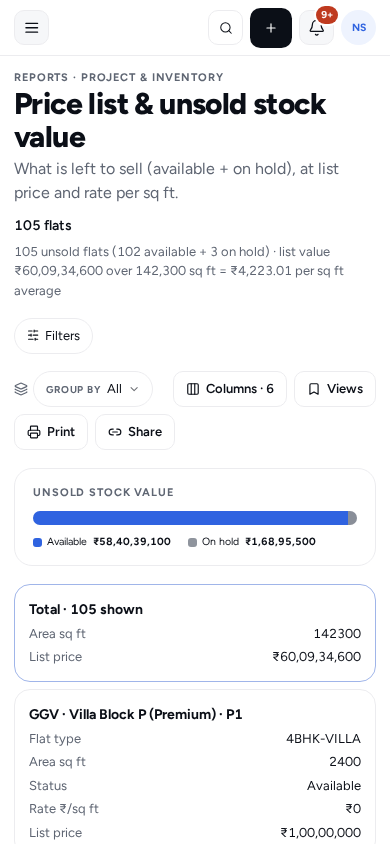 9+
NS
REPORTS · PROJECT & INVENTORY
Price list & unsold stock
value
What is left to sell (available + on hold), at list
price and rate per sq ft.
105 flats
105 unsold flats (102 available + 3 on hold) · list value
₹60,09,34,600 over 142,300 sq ft = ₹4,223.01 per sq ft
average
Filters
GROUP BY All
Columns · 6
Views
Print
Share
UNSOLD STOCK VALUE
Available ₹58,40,39,100 On hold ₹1,68,95,500
Total · 105 shown
Area sq ft 142300
List price ₹60,09,34,600
GGV · Villa Block P (Premium) · P1
Flat type 4BHK-VILLA
Area sq ft 2400
Status Available
Rate ₹/sq ft ₹0
List price ₹1,00,00,000